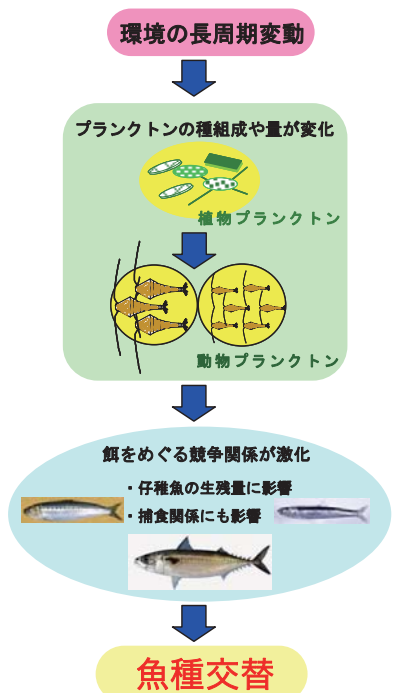 環境の長周期変動
プランクトンの種組成や量が変化
植物プランクトン
動物プランクトン
餌をめぐる競争関係が激化
・仔稚魚の生残量に影響
・捕食関係にも影響
魚種交替